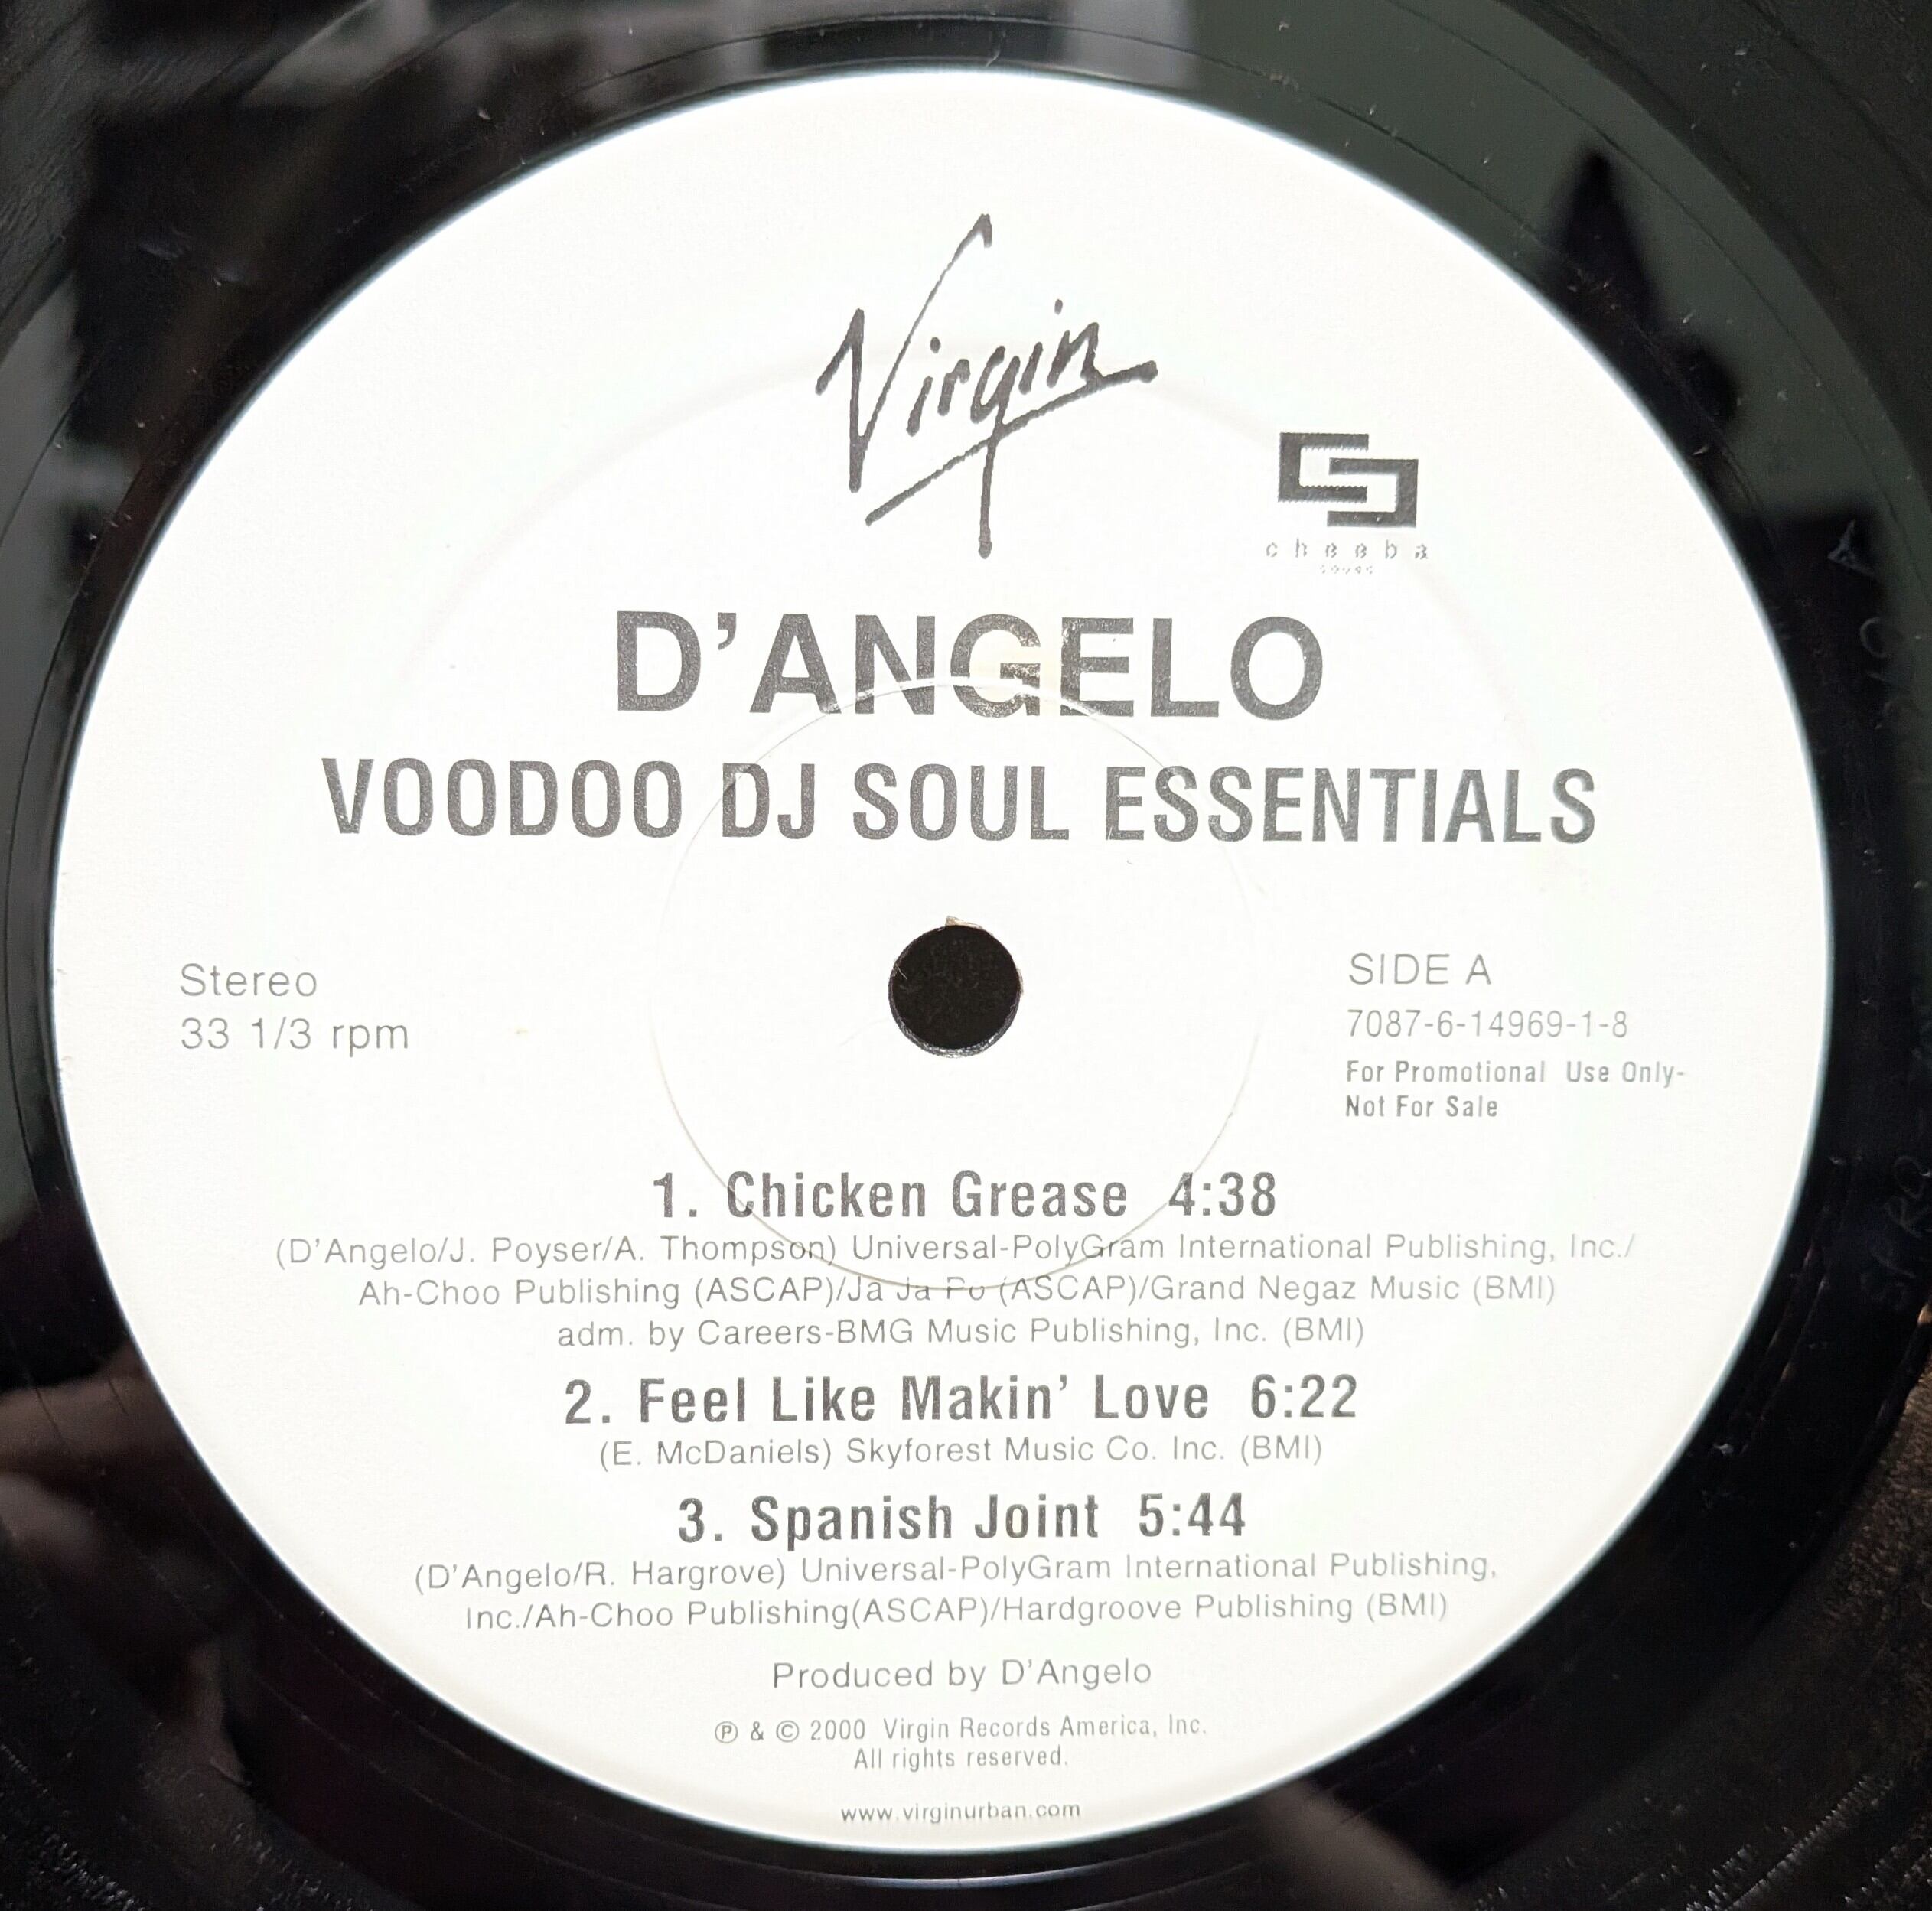 Virgin
cheeba
D'ANGELO
VOODOO DJ SOUL ESSENTIALS
Stereo
33 1/3 rpm
SIDE A
7087-6-14969-1-8
For Promotional Use Only-
Not For Sale
1. Chicken Grease 4:38
(D'Angelo/J. Poyser/A. Thompson) Universal-PolyGram International Publishing, Inc./
Ah-Choo Publishing (ASCAP)/Ja Ja Po (ASCAP)/Grand Negaz Music (BMI)
adm. by Careers-BMG Music Publishing, Inc. (BMI)
2. Feel Like Makin' Love 6:22
(E. McDaniels) Skyforest Music Co. Inc. (BMI)
3. Spanish Joint 5:44
(D'Angelo/R. Hargrove) Universal-PolyGram International Publishing,
Inc./Ah-Choo Publishing(ASCAP)/Hardgroove Publishing (BMI)
Produced by D'Angelo
℗ & © 2000 Virgin Records America, Inc.
All rights reserved.
www.virginurban.com